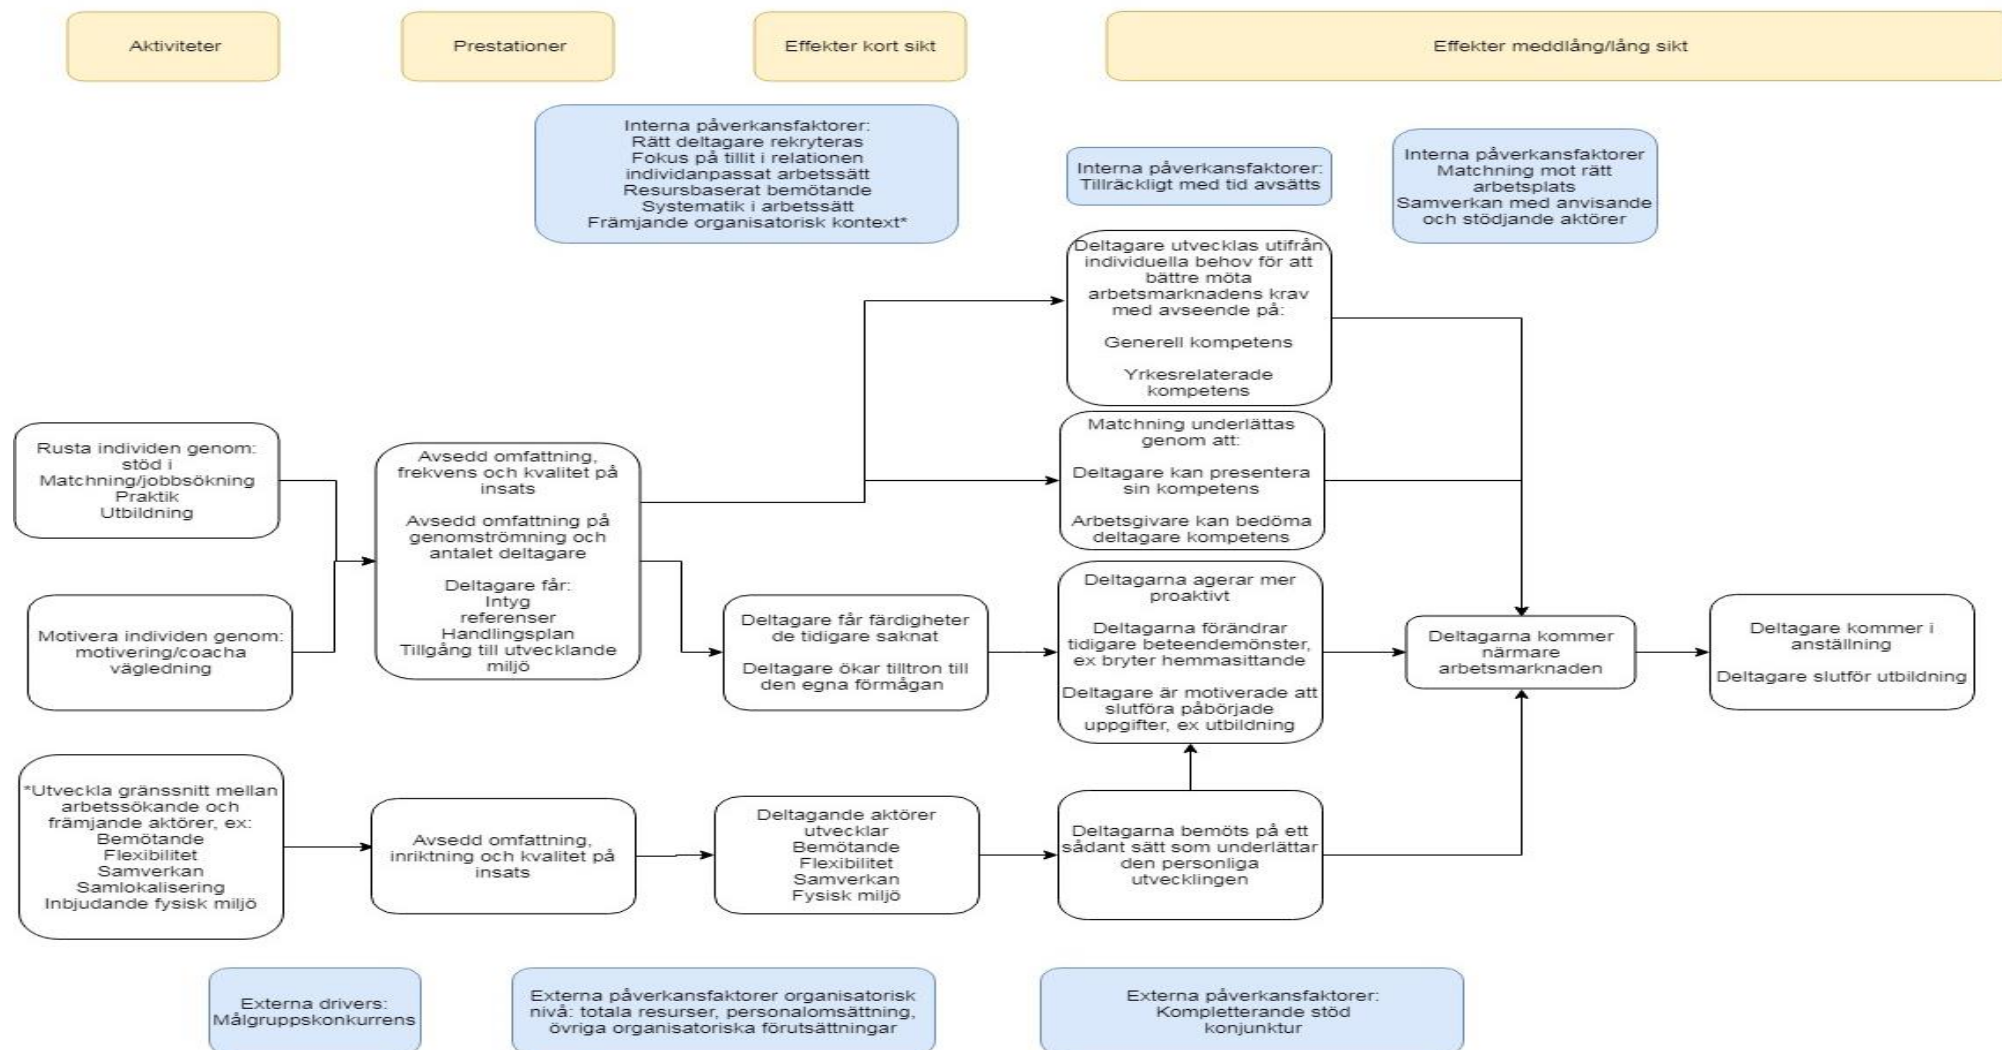 Aktiviteter
Prestationer
Effekter kort sikt
Effekter meddlång/lång sikt
Interna påverkansfaktorer:
Rätt deltagare rekryteras
Fokus på tillit i relationen
individanpassat arbetssätt
Resursbaserat bemötande
Systematik i arbetssätt
Främjande organisatorisk kontext*
Interna påverkansfaktorer:
Tillräckligt med tid avsätts
Interna påverkansfaktorer
Matchning mot rätt
arbetsplats
Samverkan med anvisande
och stödjande aktörer
Deltagare utvecklas utifrån
individuella behov för att
bättre möta
arbetsmarknadens krav
med avseende på:
Generell kompetens
Yrkesrelaterade
kompetens
Rusta individen genom:
stöd i
Matchning/jobbsökning
Praktik
Utbildning
Avsedd omfattning,
frekvens och kvalitet på
insats
Avsedd omfattning på
genomströmning och
antalet deltagare
Deltagare får:
Intyg
referenser
Handlingsplan
Tillgång till utvecklande
miljö
Matchning underlättas
genom att:
Deltagare kan presentera
sin kompetens
Arbetsgivare kan bedöma
deltagare kompetens
Motivera individen genom:
motivering/coacha
vägledning
Deltagare får färdigheter
de tidigare saknat
Deltagare ökar tilltron till
den egna förmågan
Deltagarna agerar mer
proaktivt
Deltagarna förändrar
tidigare beteendemönster,
ex bryter hemmasittande
Deltagare är motiverade att
slutföra påbörjade
uppgifter, ex utbildning
Deltagarna kommer
närmare
arbetsmarknaden
Deltagare kommer i
anställning
Deltagare slutför utbildning
*Utveckla gränssnitt mellan
arbetssökande och
främjande aktörer, ex:
Bemötande
Flexibilitet
Samverkan
Samlokalisering
Inbjudande fysisk miljö
Avsedd omfattning,
inriktning och kvalitet på
insats
Deltagande aktörer
utvecklar
Bemötande
Flexibilitet
Samverkan
Fysisk miljö
Deltagarna bemöts på ett
sådant sätt som underlättar
den personliga
utvecklingen
Externa drivers:
Målgruppskonkurrens
Externa påverkansfaktorer organisatorisk
nivå: totala resurser, personalomsättning,
övriga organisatoriska förutsättningar
Externa påverkansfaktorer:
Kompletterande stöd
konjunktur